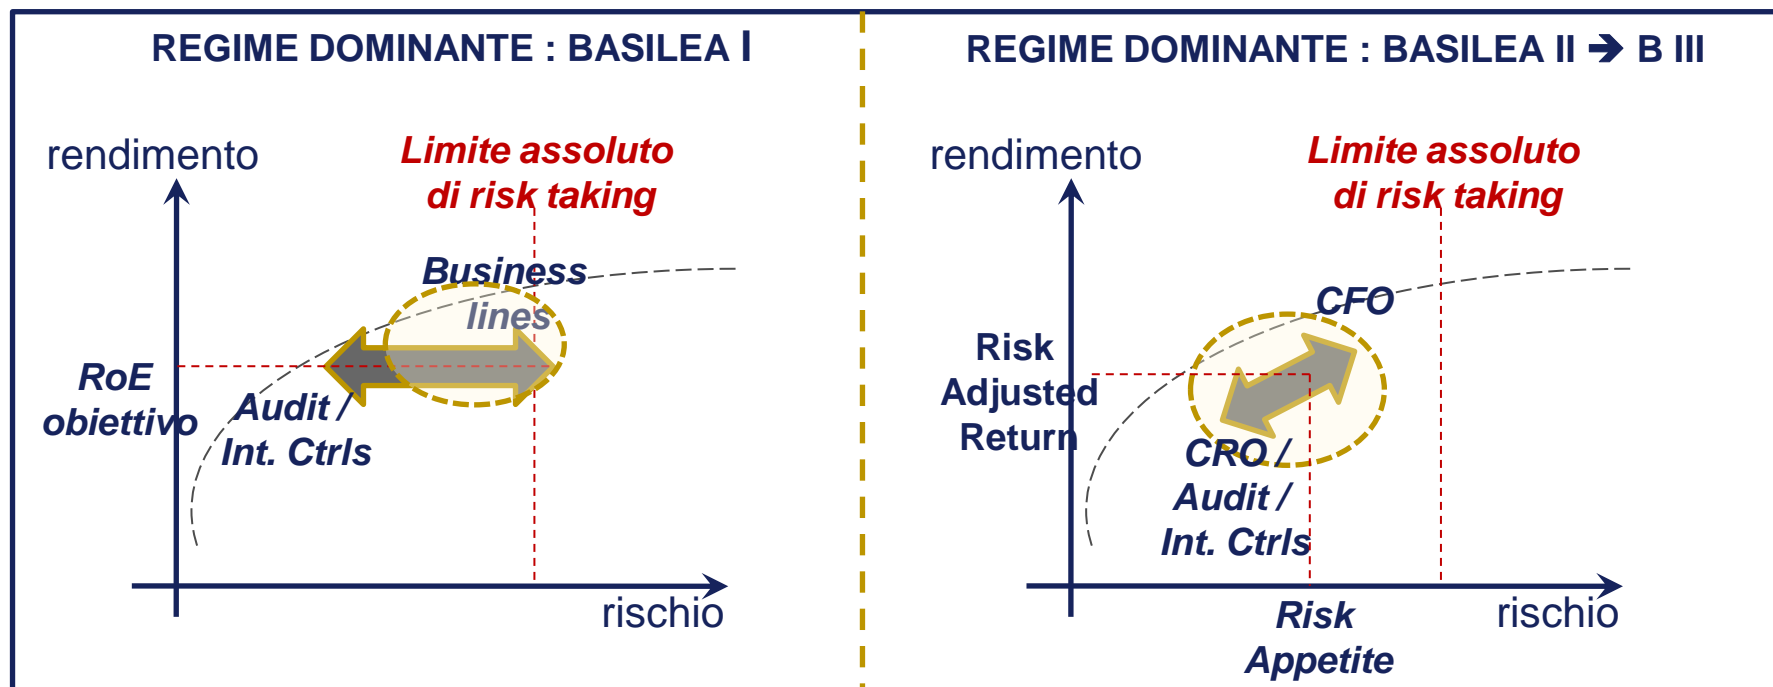 REGIME DOMINANTE : BASILEA I
rendimento
Limite assoluto
di risk taking
Business
lines
RoE
obiettivo
Audit /
Int. Ctrls
rischio
REGIME DOMINANTE : BASILEA II ➔ B III
rendimento
Limite assoluto
di risk taking
CFO
Risk
Adjusted
Return
CRO /
Audit /
Int. Ctrls
rischio
Risk
Appetite